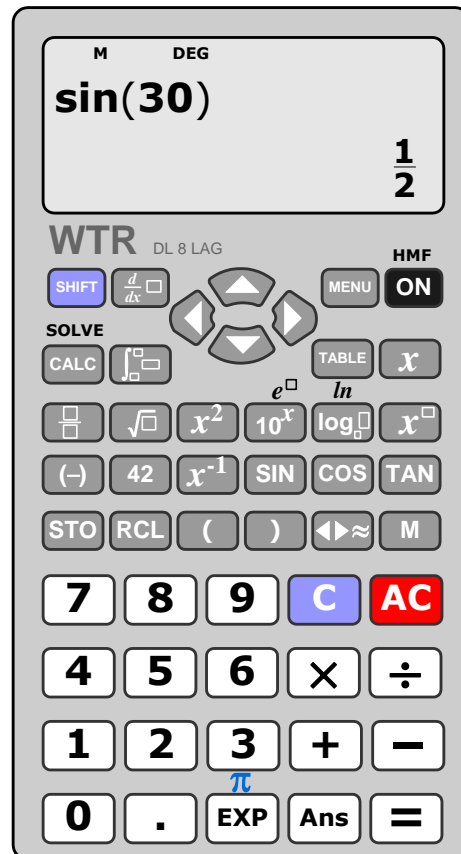 M DEG
sin(30)
1
2
WTR DL 8 LAG
HMF
SHIFT d/dx □ MENU ON
SOLVE
CALC ∫□ □ □ TABLE x
e□ ln
□/□ √□ x² 10ˣ log□ □ x□
(–) 42 x⁻¹ SIN COS TAN
STO RCL ( ) ◀▶≈ M
7 8 9 C AC
4 5 6 × ÷
1 2 3 + −
π
0 . EXP Ans =